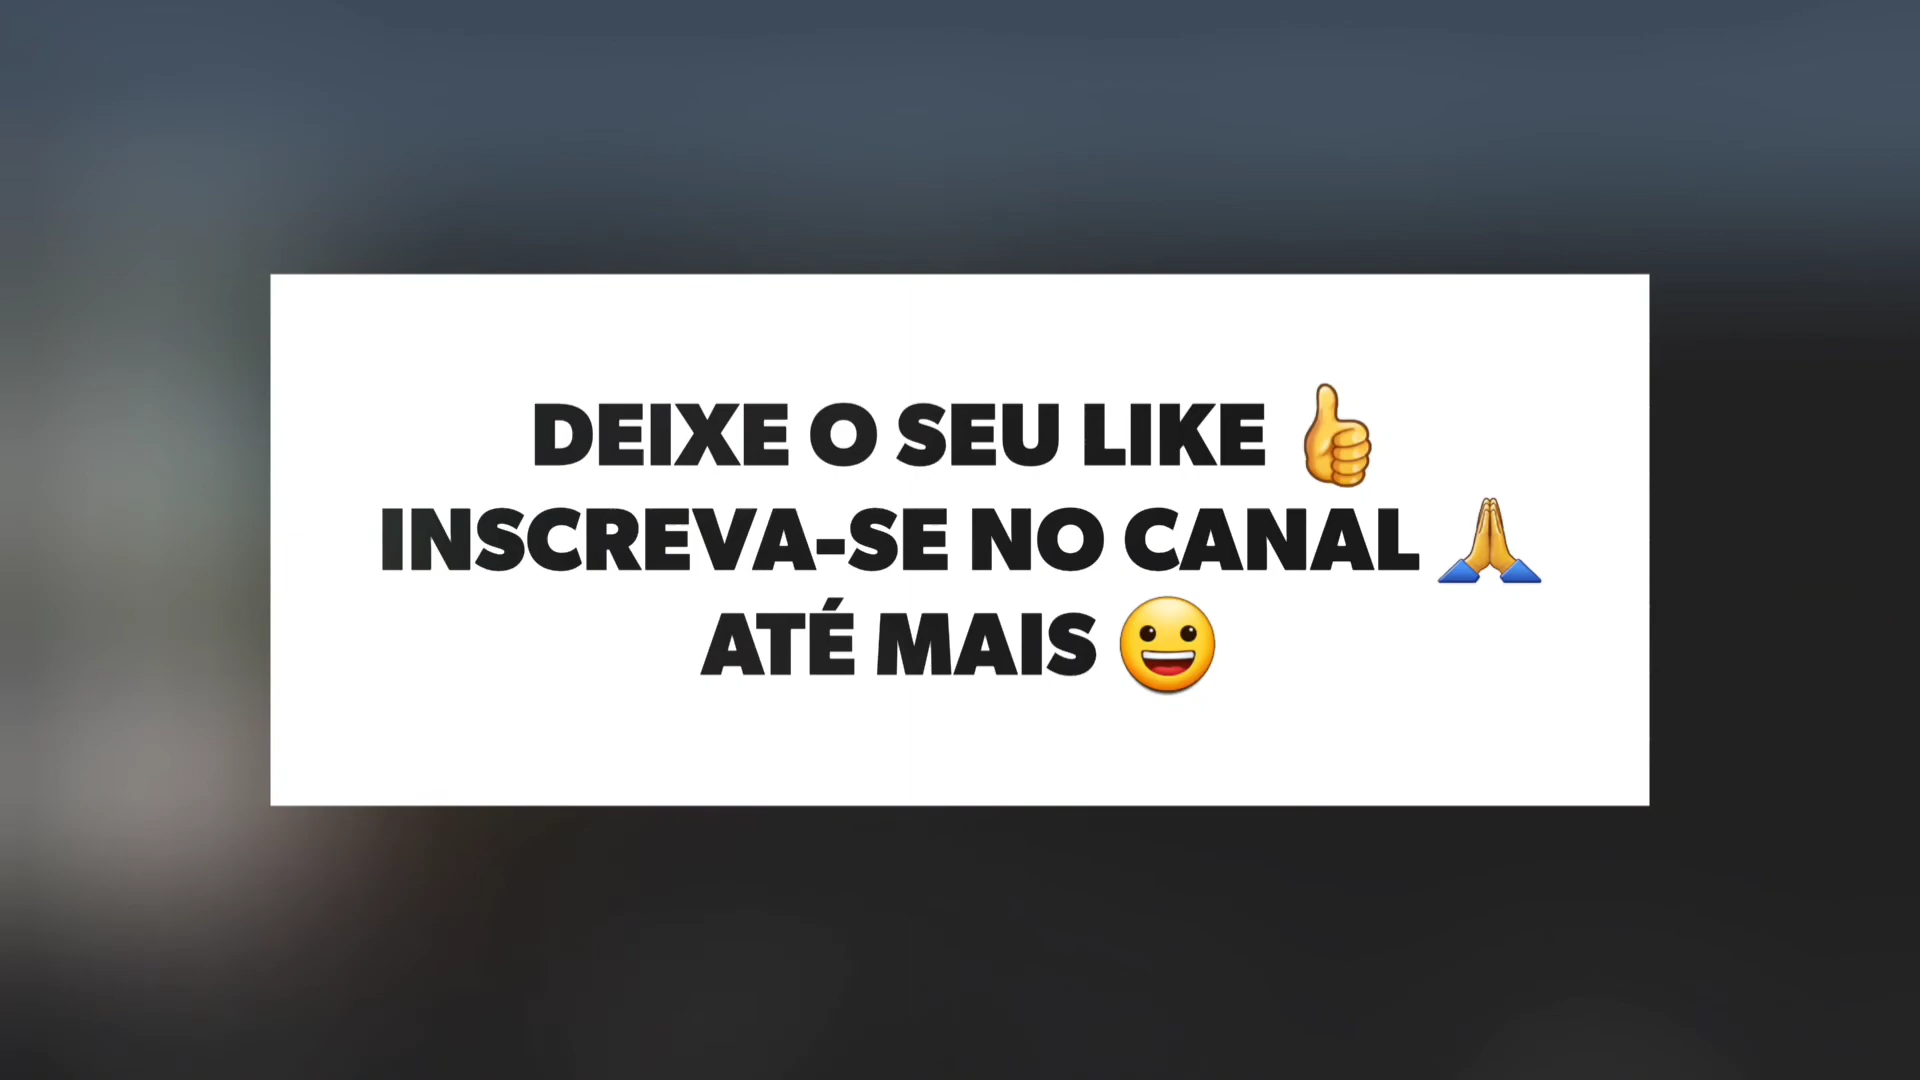 DEIXE O SEU LIKE 👍
INSCREVA-SE NO CANAL 🙏
ATÉ MAIS 😀